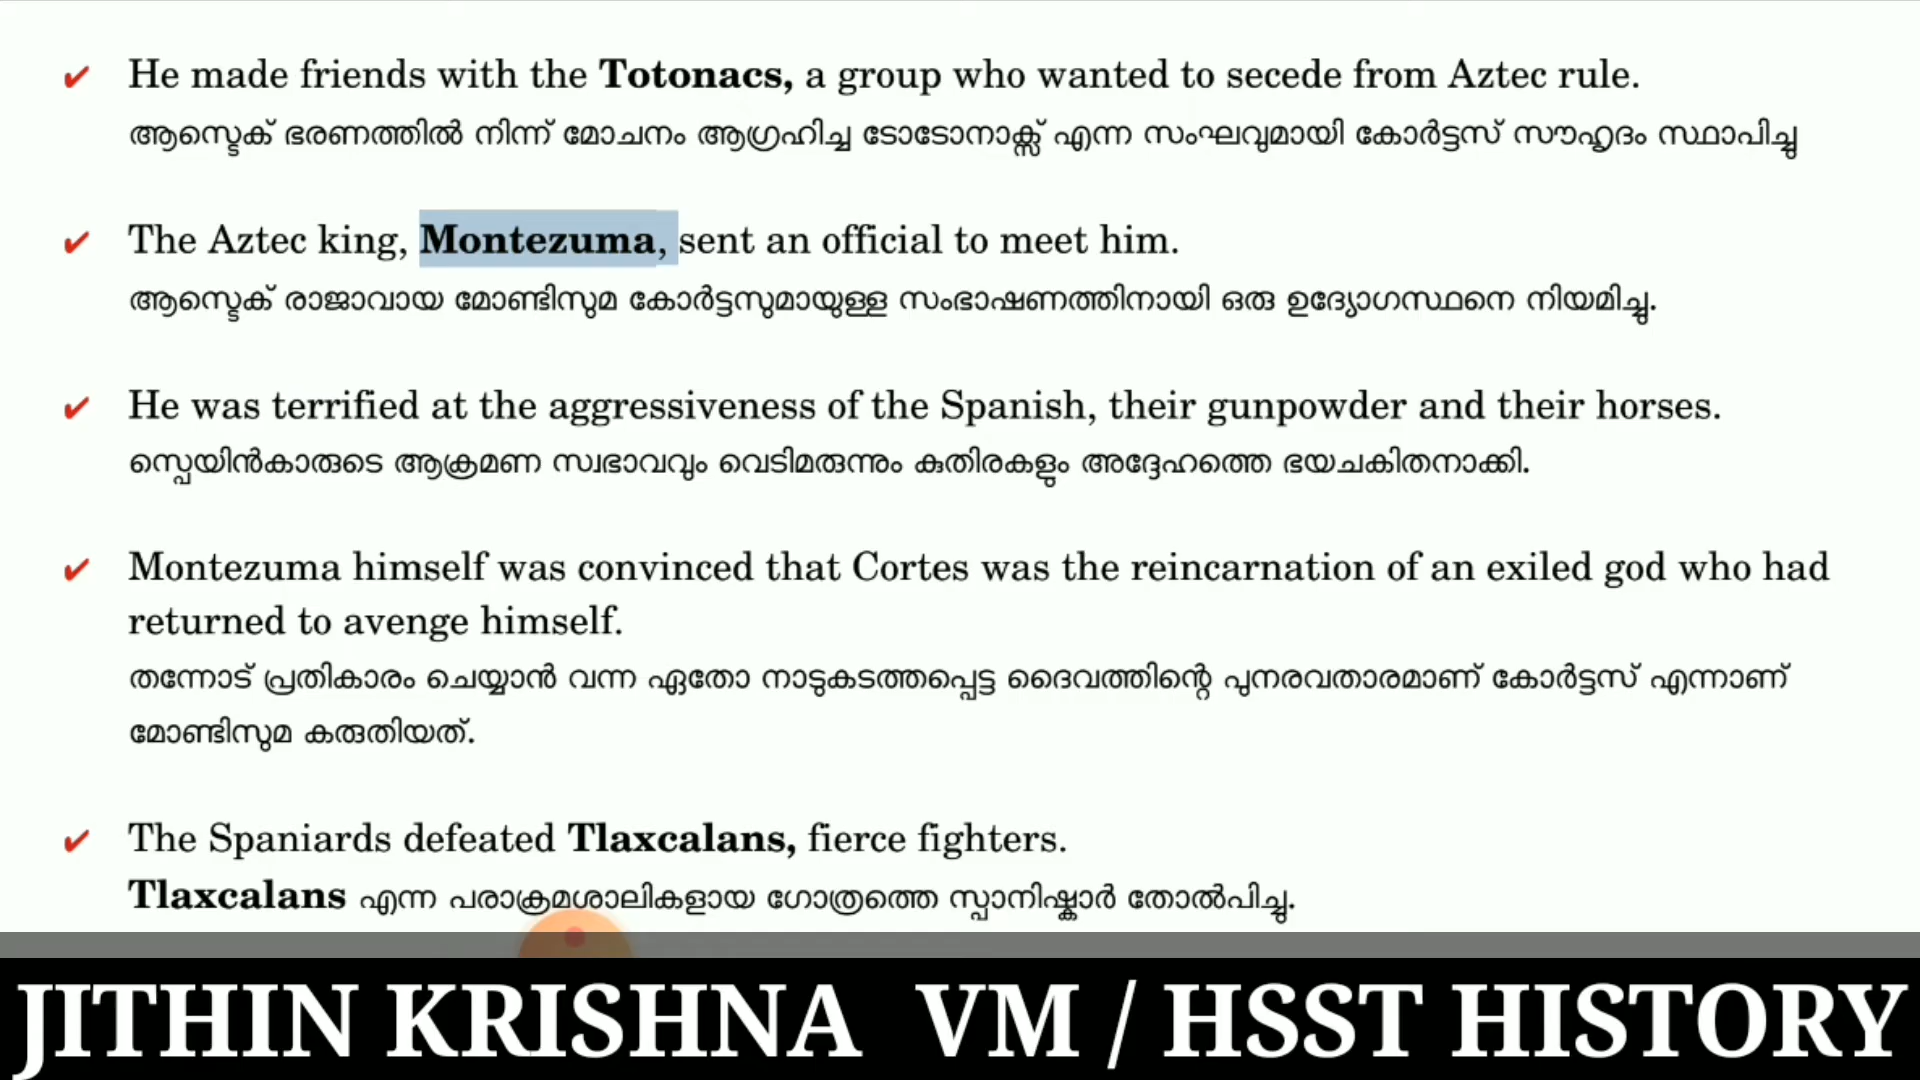 ✔ He made friends with the Totonacs, a group who wanted to secede from Aztec rule.
ആസ്ടെക് ഭരണത്തിൽ നിന്ന് മോചനം ആഗ്രഹിച്ച ടോടോനാക്സ് എന്ന സംഘവുമായി കോർട്ടസ് സൗഹൃദം സ്ഥാപിച്ചു
✔ The Aztec king, Montezuma, sent an official to meet him.
ആസ്ടെക് രാജാവായ മോണ്ടിസുമ കോർട്ടസുമായുള്ള സംഭാഷണത്തിനായി ഒരു ഉദ്യോഗസ്ഥനെ നിയമിച്ചു.
✔ He was terrified at the aggressiveness of the Spanish, their gunpowder and their horses.
സ്പെയിൻകാരുടെ ആക്രമണ സ്വഭാവവും വെടിമരുന്നും കുതിരകളും അദ്ദേഹത്തെ ഭയചകിതനാക്കി.
✔ Montezuma himself was convinced that Cortes was the reincarnation of an exiled god who had
returned to avenge himself.
തന്നോട് പ്രതികാരം ചെയ്യാൻ വന്ന ഏതോ നാടുകടത്തപ്പെട്ട ദൈവത്തിന്റെ പുനരവതാരമാണ് കോർട്ടസ് എന്നാണ്
മോണ്ടിസുമ കരുതിയത്.
✔ The Spaniards defeated Tlaxcalans, fierce fighters.
Tlaxcalans എന്ന പരാക്രമശാലികളായ ഗോത്രത്തെ സ്പാനിഷ്കാർ തോൽപിച്ചു.
JITHIN KRISHNA VM / HSST HISTORY